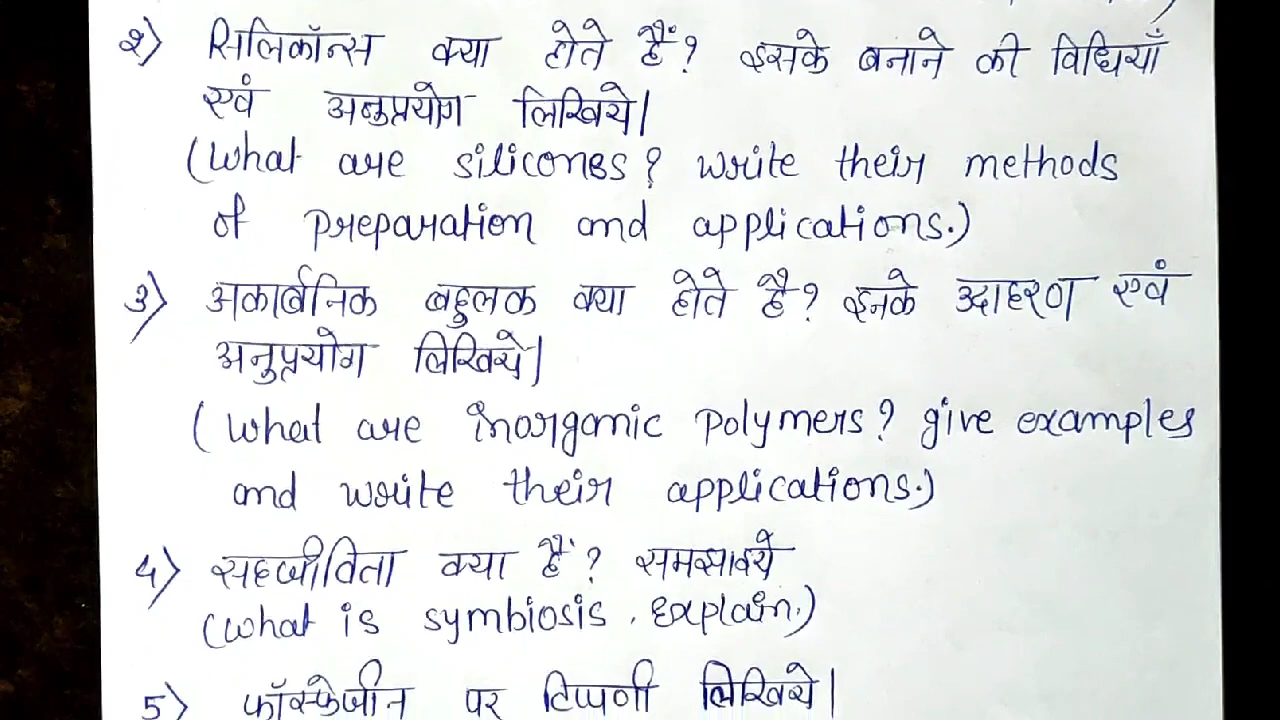 २) सिलिकॉन्स क्या होते हैं? इसके बनाने की विधियाँ
एवं अनुप्रयोग लिखिये।
(What are silicones? write their methods
of preparation and applications.)
३) अकार्बनिक बहुलक क्या होते है? इनके उदाहरण एवं
अनुप्रयोग लिखिये।
(What are inorganic polymers? give examples
and write their applications.)
4) सहजीविता क्या हैं? समझाइये
(what is symbiosis. Explain.)
5) फॉस्फेजीन पर टिप्पणी लिखिये।